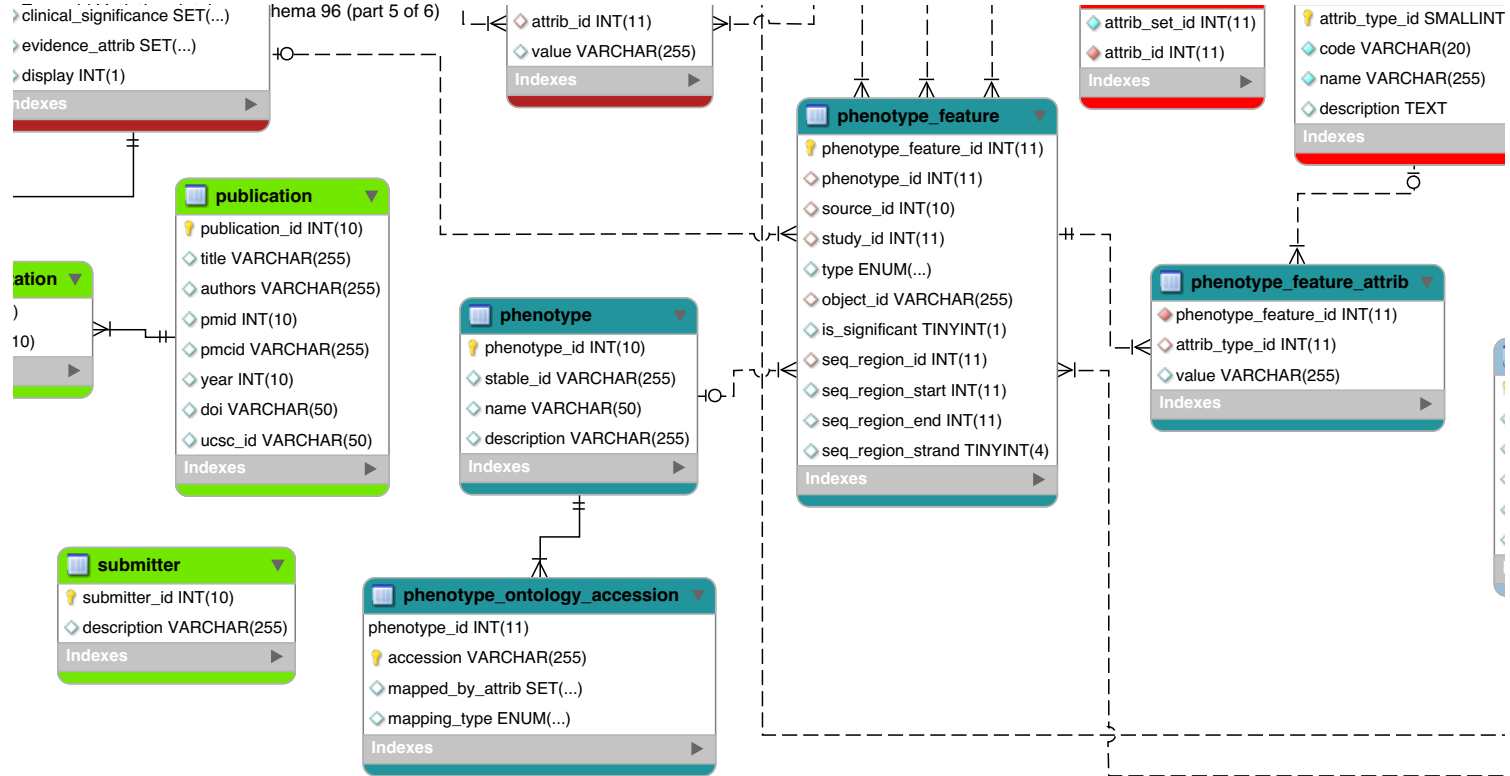 hema 96 (part 5 of 6)
clinical_significance SET(...)
evidence_attrib SET(...)
display INT(1)
Indexes
attrib_id INT(11)
value VARCHAR(255)
Indexes
attrib_set_id INT(11)
attrib_id INT(11)
Indexes
attrib_type_id SMALLINT
code VARCHAR(20)
name VARCHAR(255)
description TEXT
Indexes
phenotype_feature
phenotype_feature_id INT(11)
phenotype_id INT(11)
source_id INT(10)
study_id INT(11)
type ENUM(...)
object_id VARCHAR(255)
is_significant TINYINT(1)
seq_region_id INT(11)
seq_region_start INT(11)
seq_region_end INT(11)
seq_region_strand TINYINT(4)
Indexes
publication
publication_id INT(10)
title VARCHAR(255)
authors VARCHAR(255)
pmid INT(10)
pmcid VARCHAR(255)
year INT(10)
doi VARCHAR(50)
ucsc_id VARCHAR(50)
Indexes
tation
)
10)
phenotype
phenotype_id INT(10)
stable_id VARCHAR(255)
name VARCHAR(50)
description VARCHAR(255)
Indexes
phenotype_feature_attrib
phenotype_feature_id INT(11)
attrib_type_id INT(11)
value VARCHAR(255)
Indexes
submitter
submitter_id INT(10)
description VARCHAR(255)
Indexes
phenotype_ontology_accession
phenotype_id INT(11)
accession VARCHAR(255)
mapped_by_attrib SET(...)
mapping_type ENUM(...)
Indexes